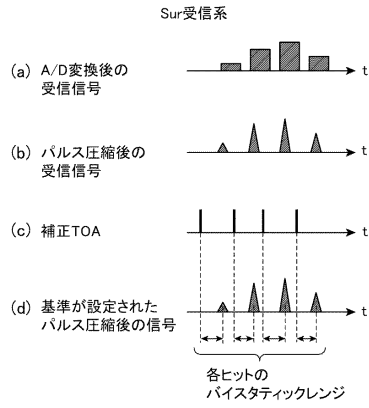 Sur受信系
(a) A/D変換後の
受信信号
t
(b) パルス圧縮後の
受信信号
t
(c) 補正TOA
t
(d) 基準が設定された
パルス圧縮後の信号
t
各ヒットの
バイスタティックレンジ